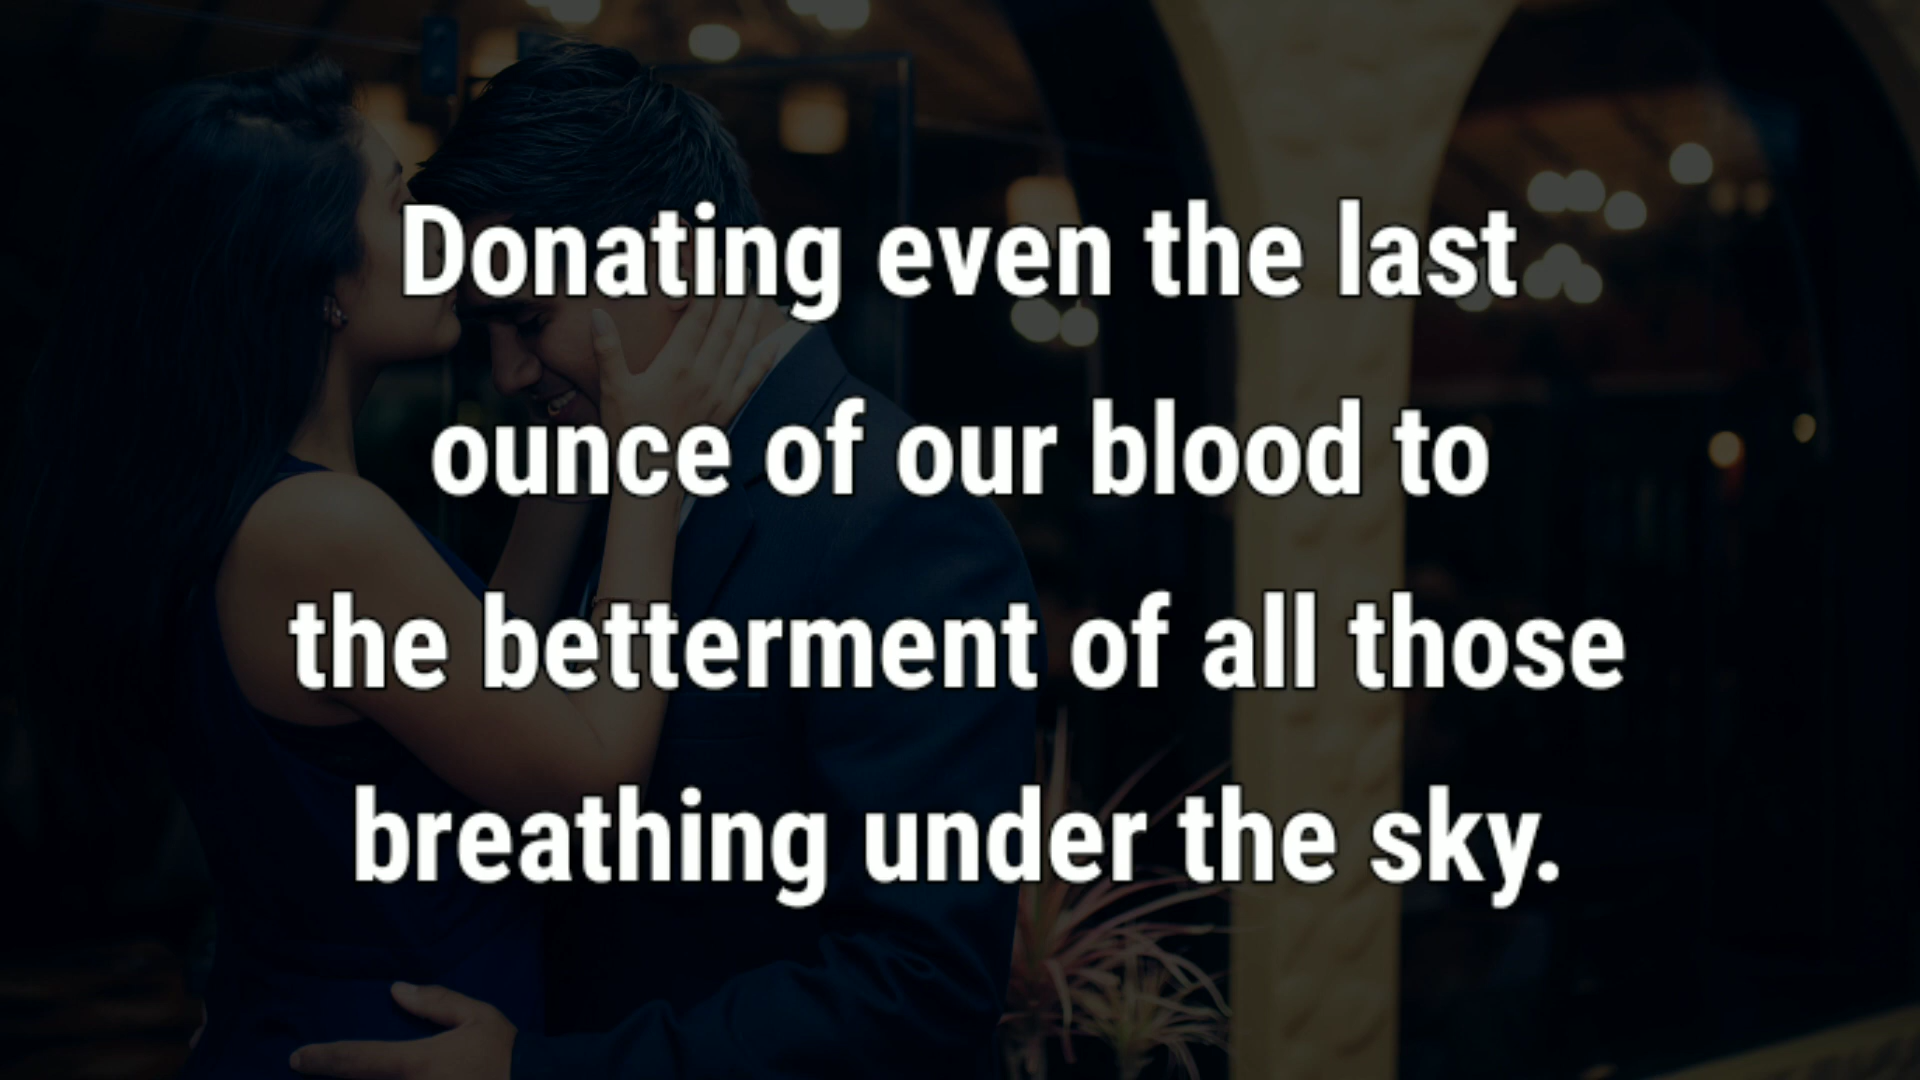 Donating even the last
ounce of our blood to
the betterment of all those
breathing under the sky.